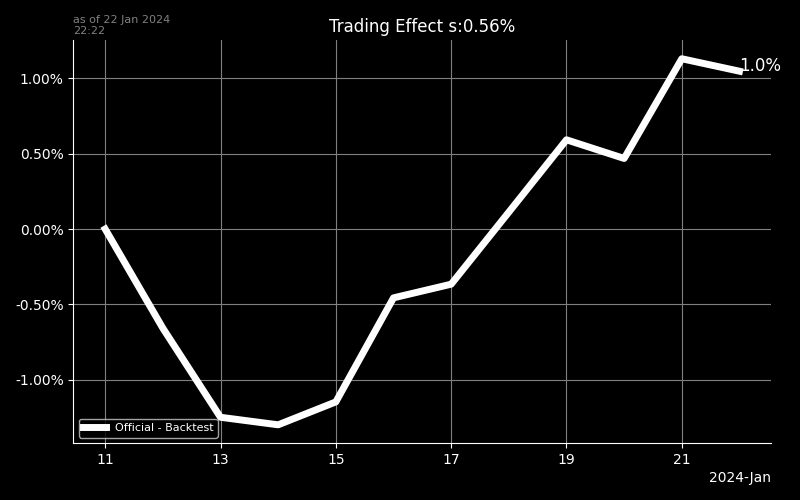 as of 22 Jan 2024
22:22
Trading Effect s:0.56%
1.00%
0.50%
0.00%
-0.50%
-1.00%
1.0%
Official - Backtest
11 13 15 17 19 21
2024-Jan